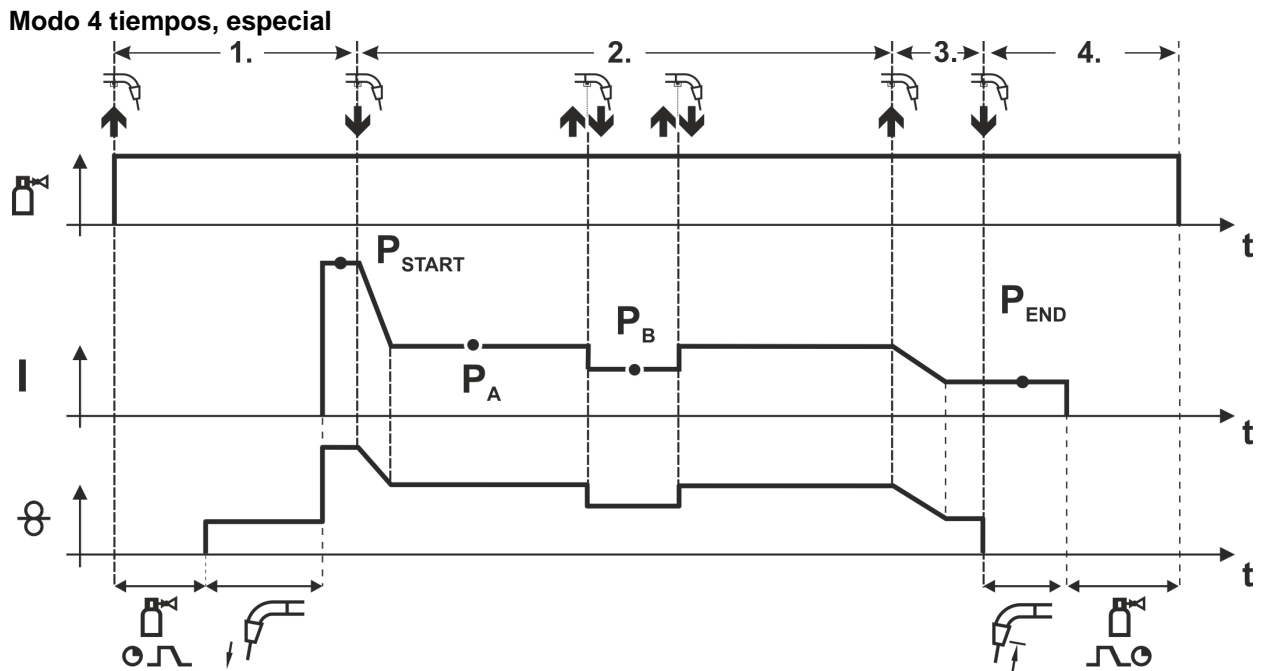 Modo 4 tiempos, especial
1. 2. 3. 4.
t
P START
P B
P END
P A
I
t
t